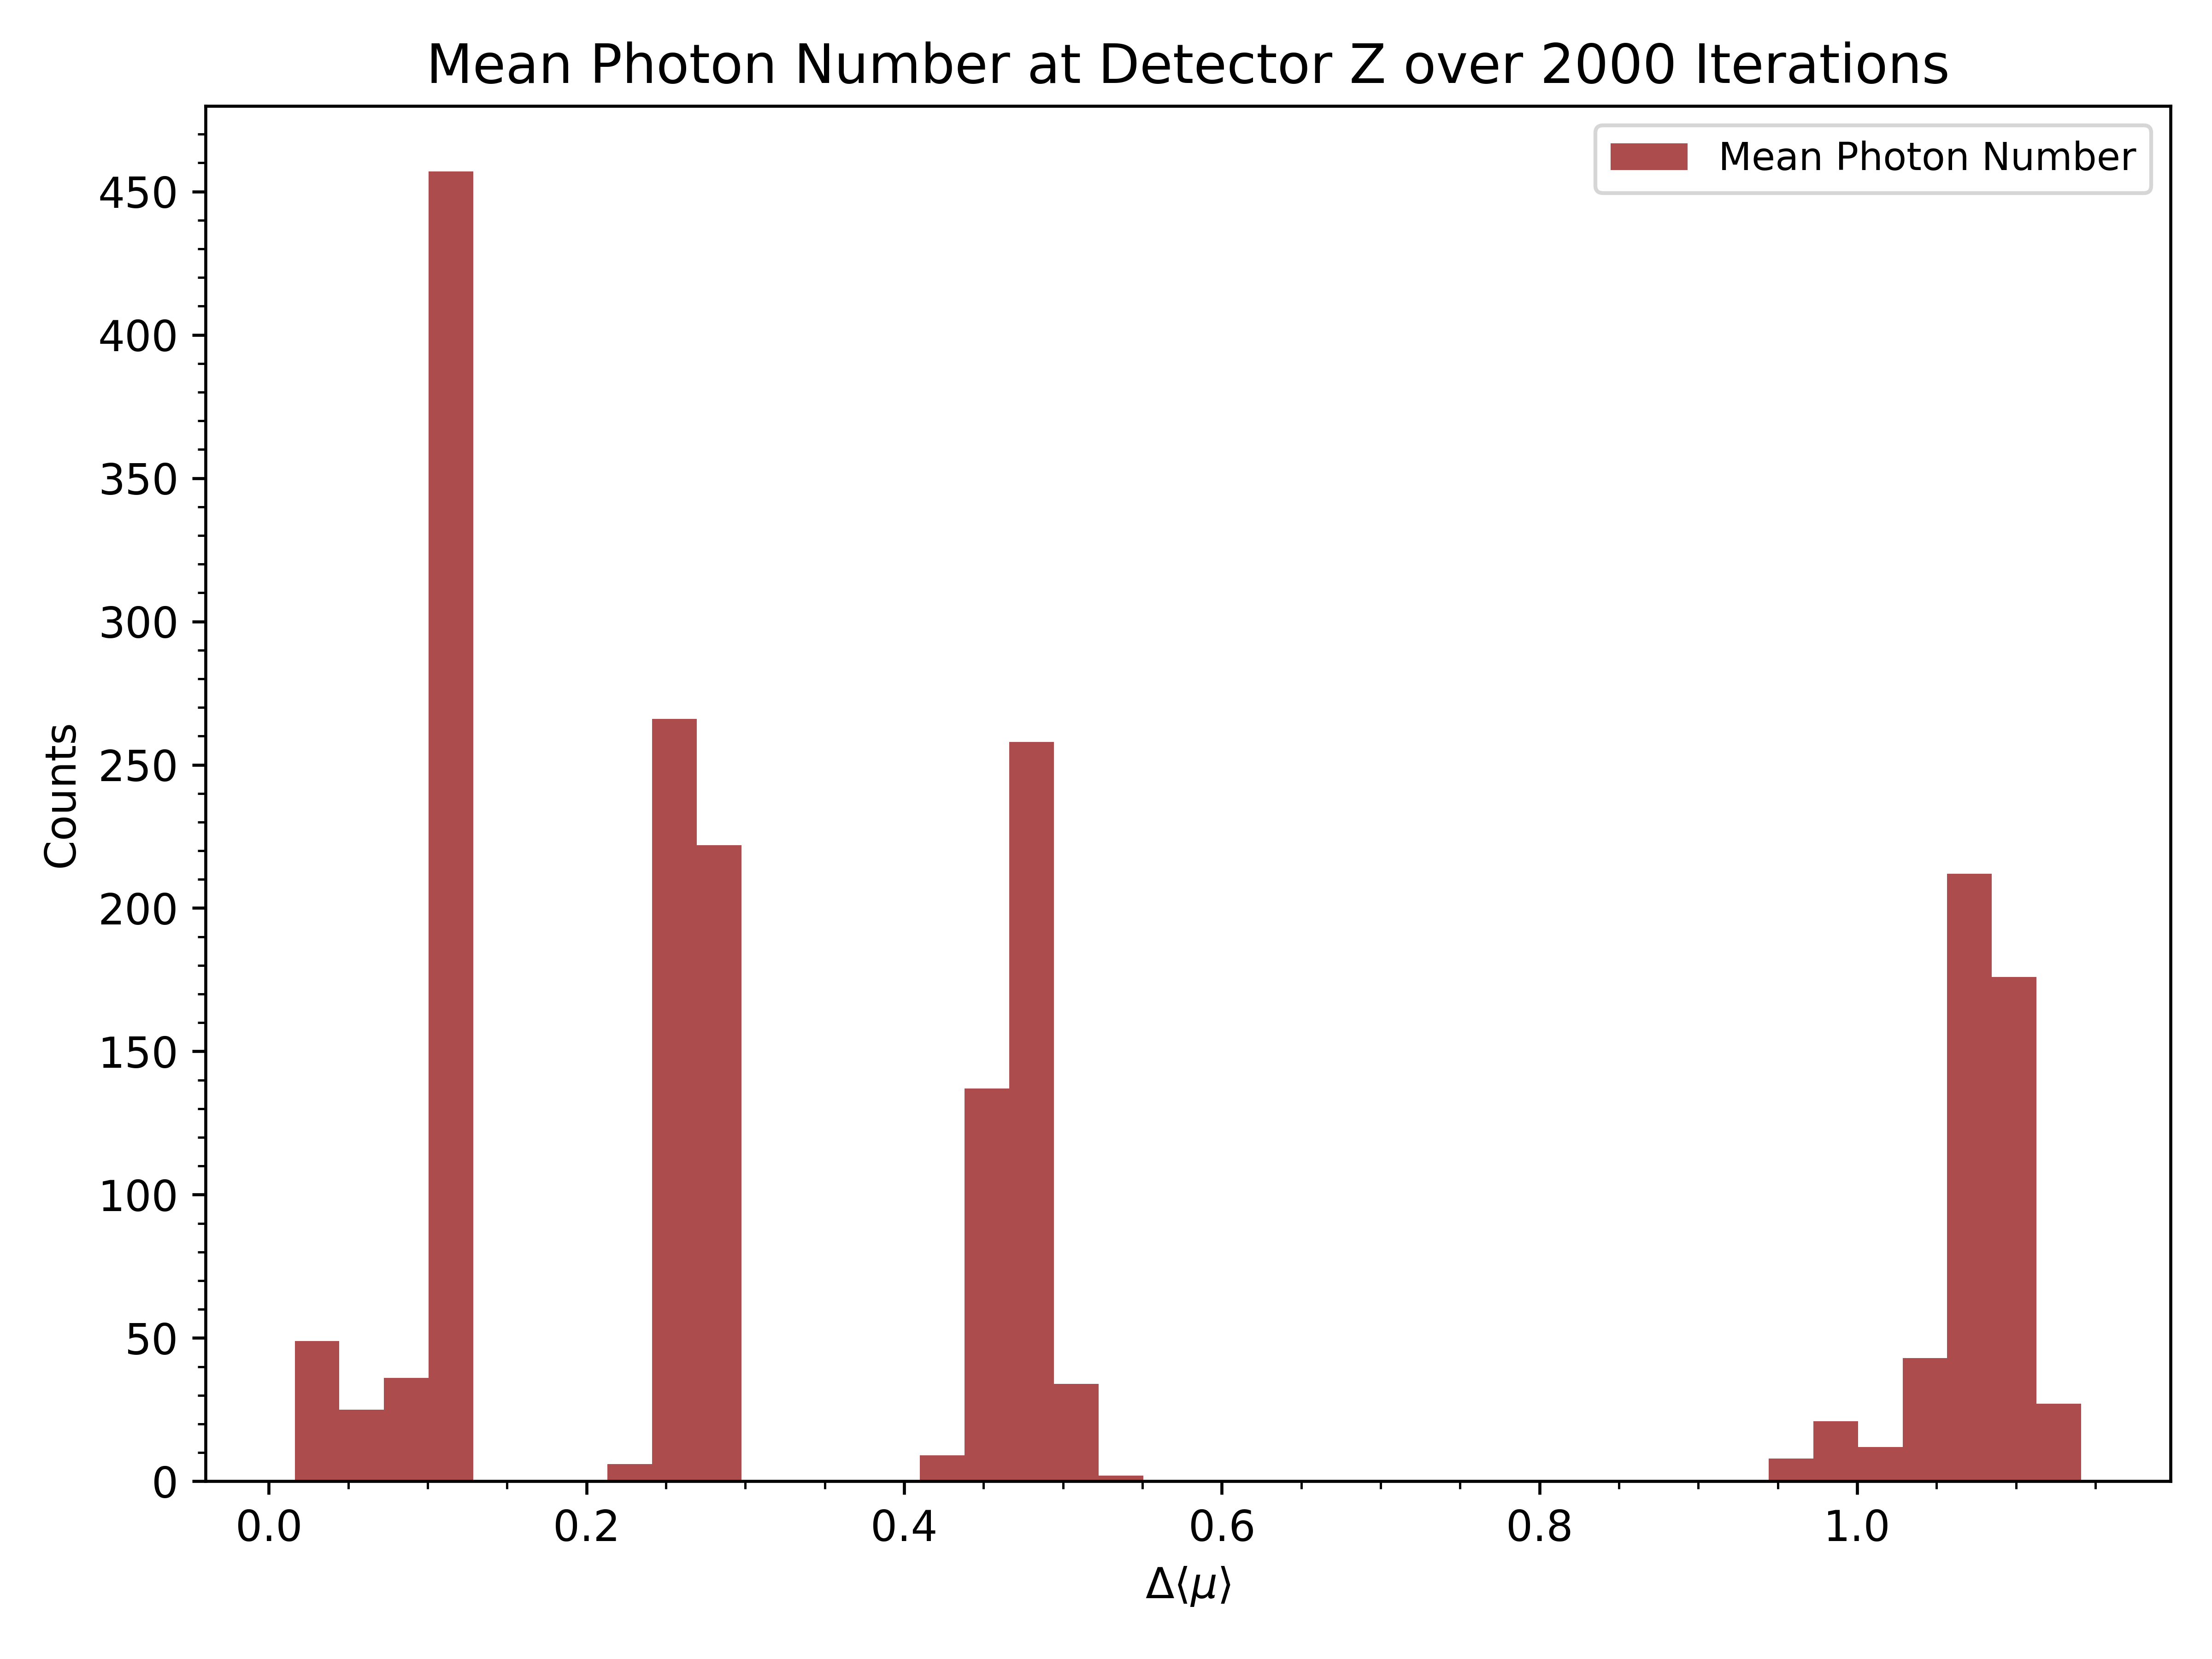 Mean Photon Number at Detector Z over 2000 Iterations
Mean Photon Number
450
400
350
300
250
200
150
100
50
0
Counts
0.0 0.2 0.4 0.6 0.8 1.0
Δ⟨μ⟩